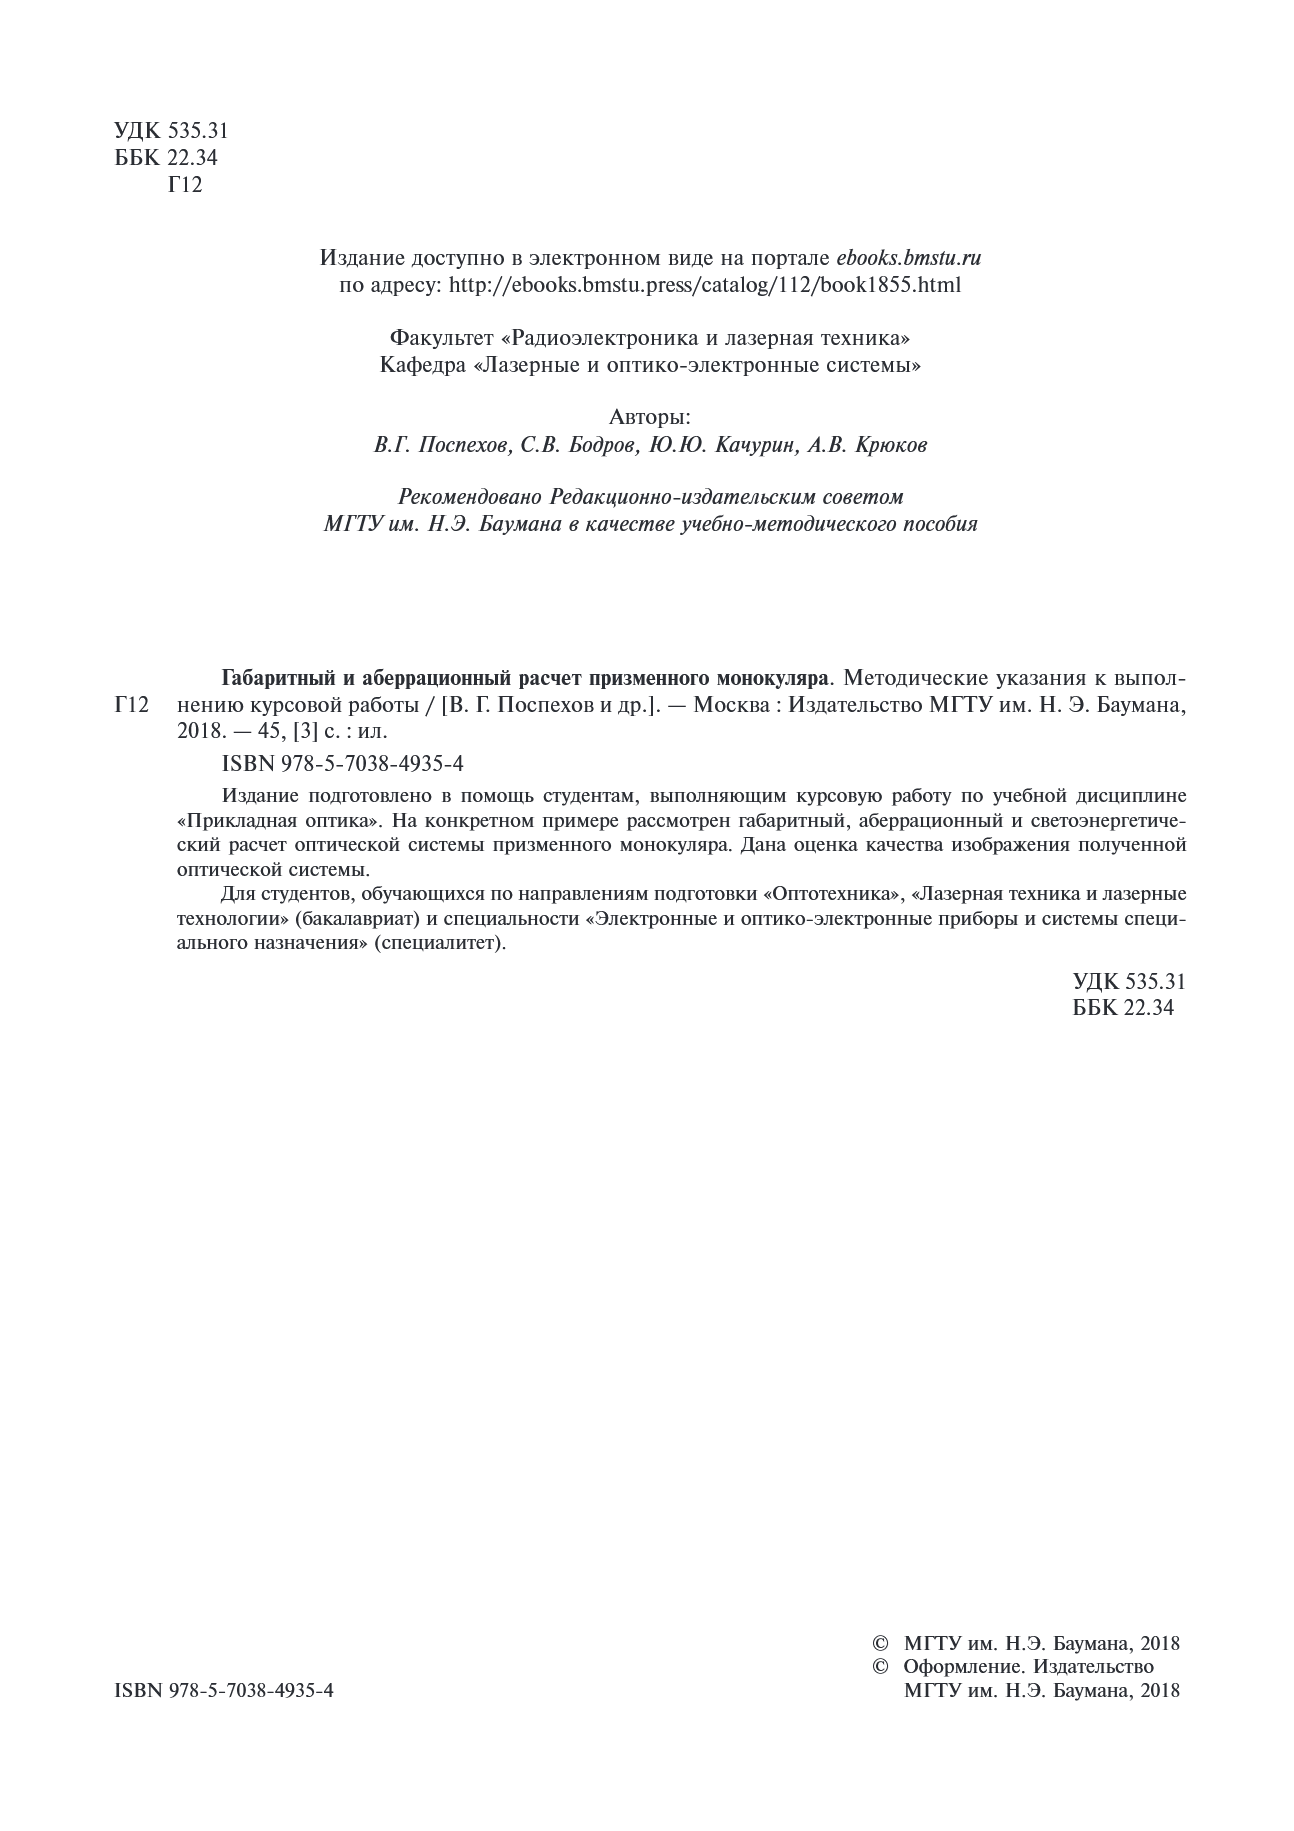 УДК 535.31
ББК 22.34
Г12
Издание доступно в электронном виде на портале ebooks.bmstu.ru
по адресу: http://ebooks.bmstu.press/catalog/112/book1855.html
Факультет «Радиоэлектроника и лазерная техника»
Кафедра «Лазерные и оптико-электронные системы»
Авторы:
В.Г. Поспехов, С.В. Бодров, Ю.Ю. Качурин, А.В. Крюков
Рекомендовано Редакционно-издательским советом
МГТУ им. Н.Э. Баумана в качестве учебно-методического пособия
Габаритный и аберрационный расчет призменного монокуляра. Методические указания к выпол-
Г12 нению курсовой работы / [В. Г. Поспехов и др.]. — Москва : Издательство МГТУ им. Н. Э. Баумана,
2018. — 45, [3] с. : ил.
ISBN 978-5-7038-4935-4
Издание подготовлено в помощь студентам, выполняющим курсовую работу по учебной дисциплине
«Прикладная оптика». На конкретном примере рассмотрен габаритный, аберрационный и светоэнергетиче-
ский расчет оптической системы призменного монокуляра. Дана оценка качества изображения полученной
оптической системы.
Для студентов, обучающихся по направлениям подготовки «Оптотехника», «Лазерная техника и лазерные
технологии» (бакалавриат) и специальности «Электронные и оптико-электронные приборы и системы специ-
ального назначения» (специалитет).
УДК 535.31
ББК 22.34
© МГТУ им. Н.Э. Баумана, 2018
© Оформление. Издательство
ISBN 978-5-7038-4935-4 МГТУ им. Н.Э. Баумана, 2018